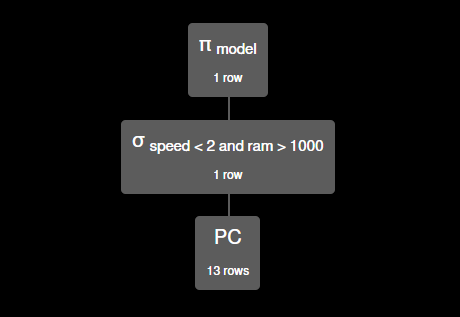 π model
1 row
σ speed < 2 and ram > 1000
1 row
PC
13 rows